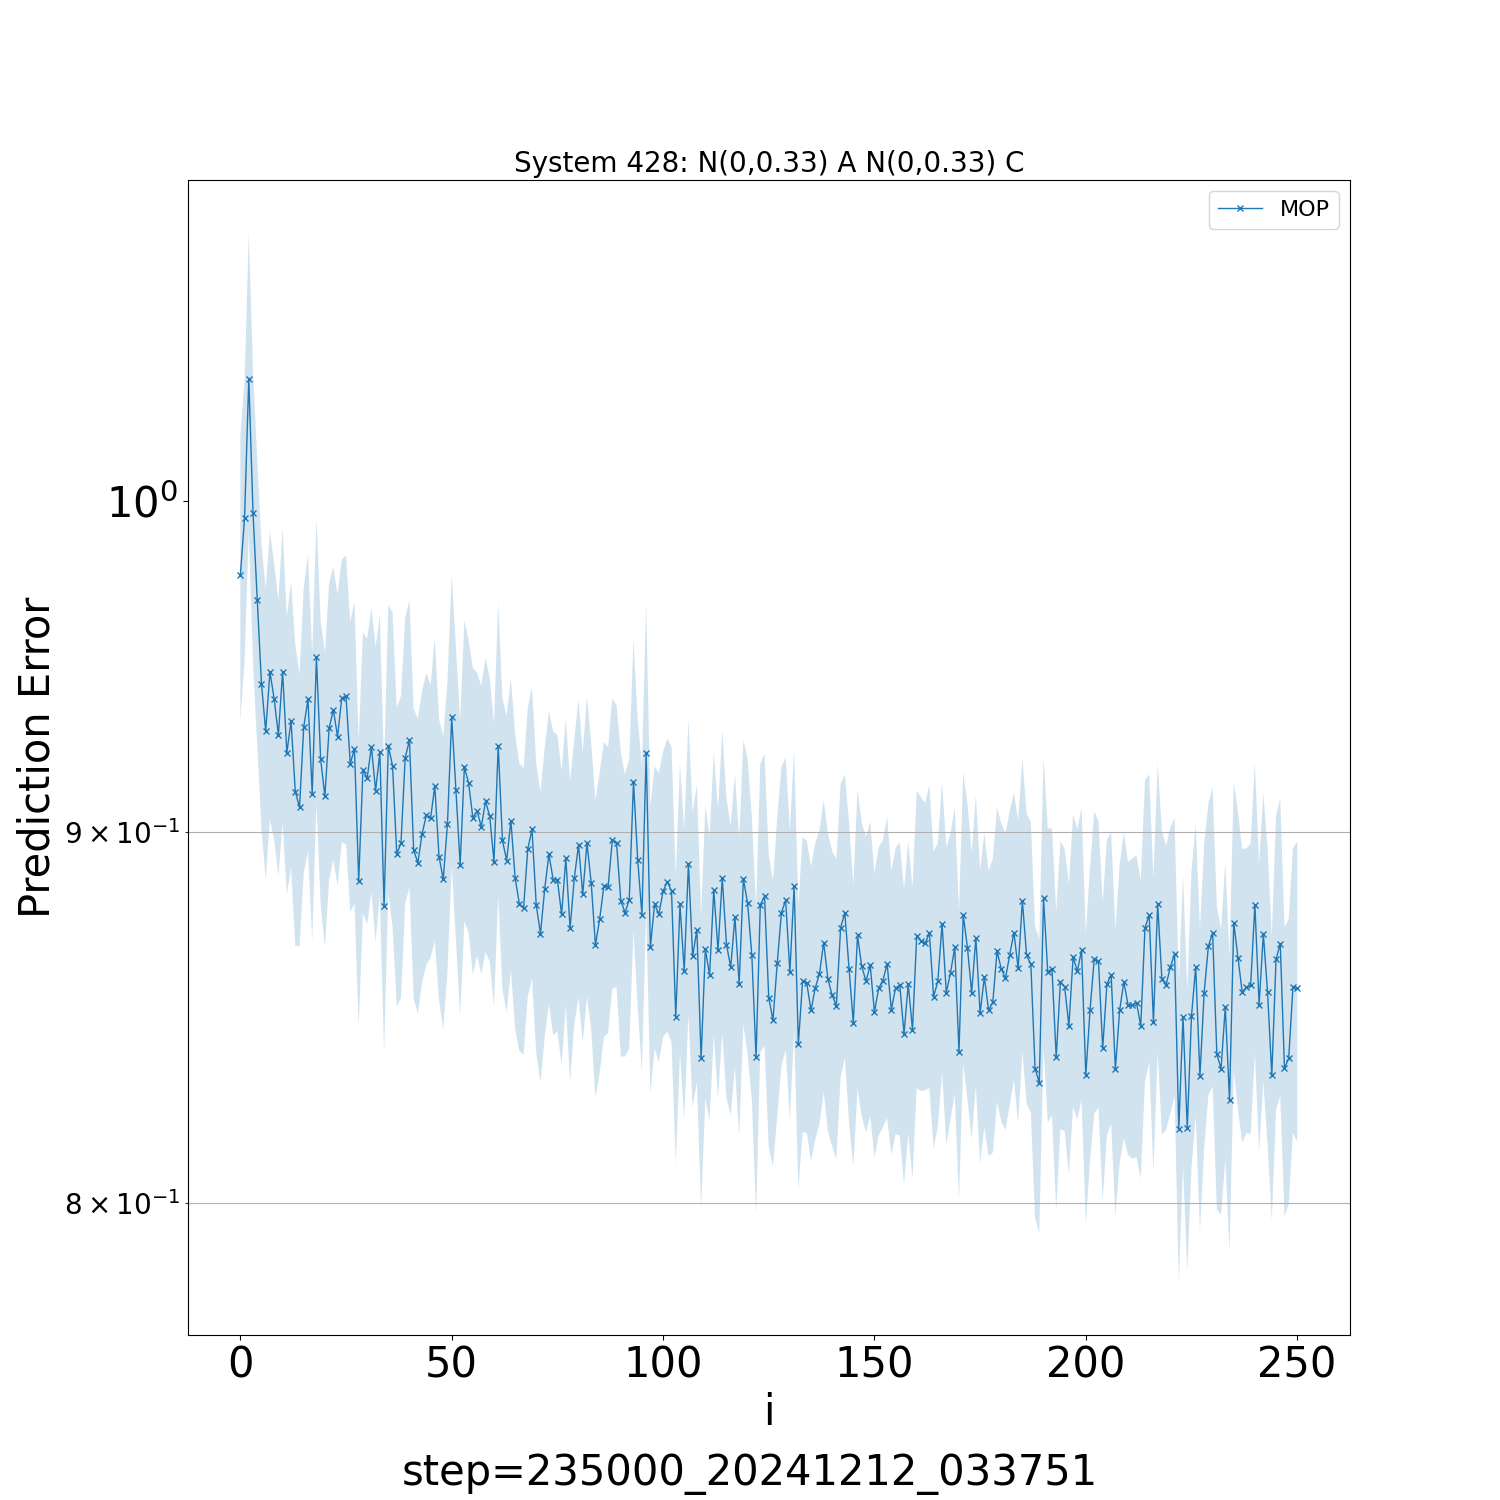 System 428: N(0,0.33) A N(0,0.33) C
MOP
10⁰
9 × 10⁻¹
8 × 10⁻¹
Prediction Error
0 50 100 150 200 250
i
step=235000_20241212_033751